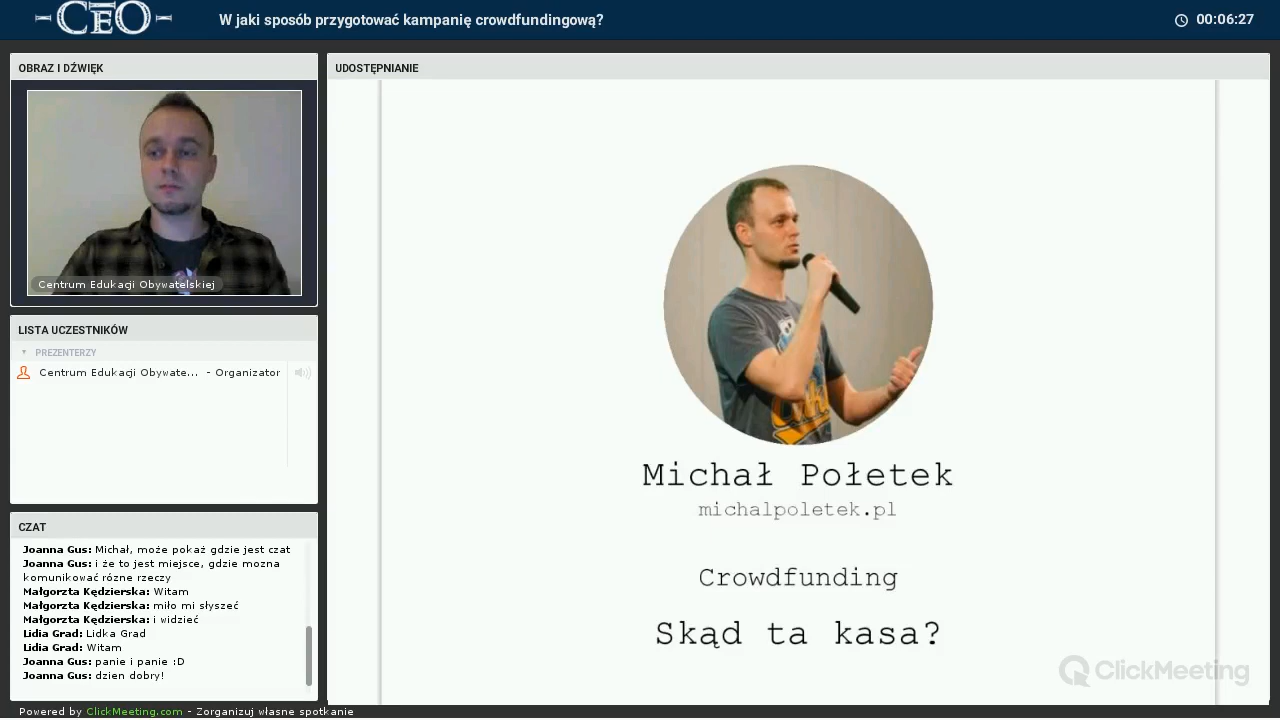 CEO
W jaki sposób przygotować kampanię crowdfundingową?
00:06:27
OBRAZ I DŹWIĘK
Centrum Edukacji Obywatelskiej
LISTA UCZESTNIKÓW
PREZENTERZY
Centrum Edukacji Obywate... - Organizator
CZAT
Joanna Gus: Michał, może pokaż gdzie jest czat
Joanna Gus: i że to jest miejsce, gdzie mozna
komunikować rózne rzeczy
Małgorzta Kędzierska: Witam
Małgorzta Kędzierska: miło mi słyszeć
Małgorzta Kędzierska: i widzieć
Lidia Grad: Lidka Grad
Lidia Grad: Witam
Joanna Gus: panie i panie :D
Joanna Gus: dzien dobry!
Powered by ClickMeeting.com - Zorganizuj własne spotkanie
UDOSTĘPNIANIE
Michał Połetek
michalpoletek.pl
Crowdfunding
Skąd ta kasa?
ClickMeeting